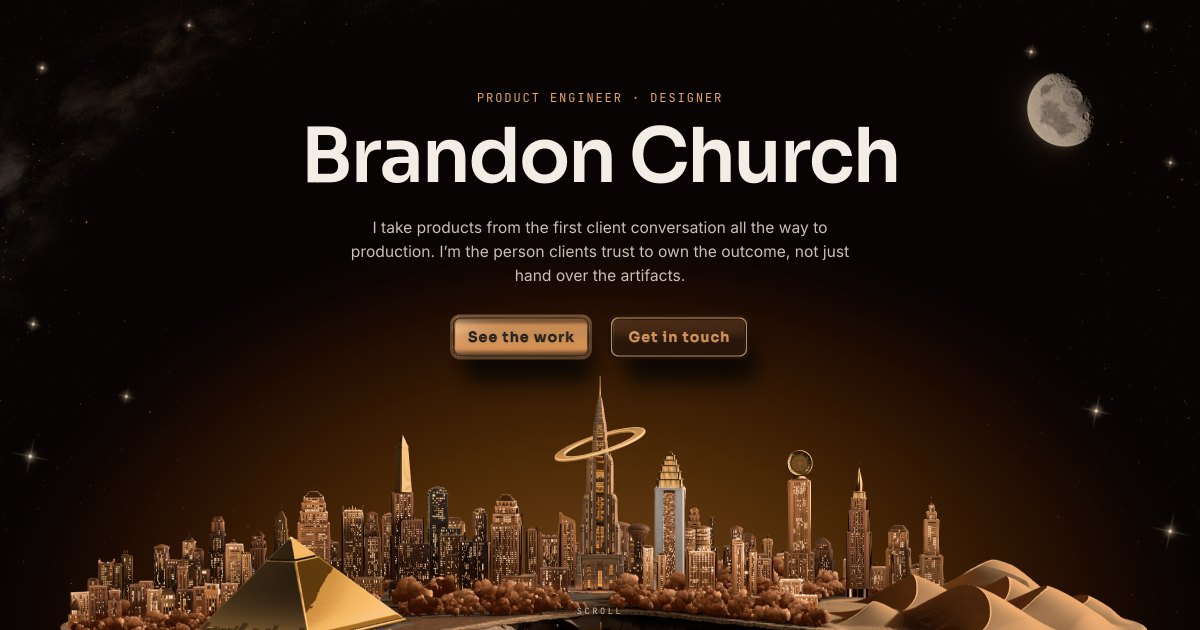 PRODUCT ENGINEER · DESIGNER
Brandon Church
I take products from the first client conversation all the way to
production. I’m the person clients trust to own the outcome, not just
hand over the artifacts.
See the work
Get in touch
SCROLL